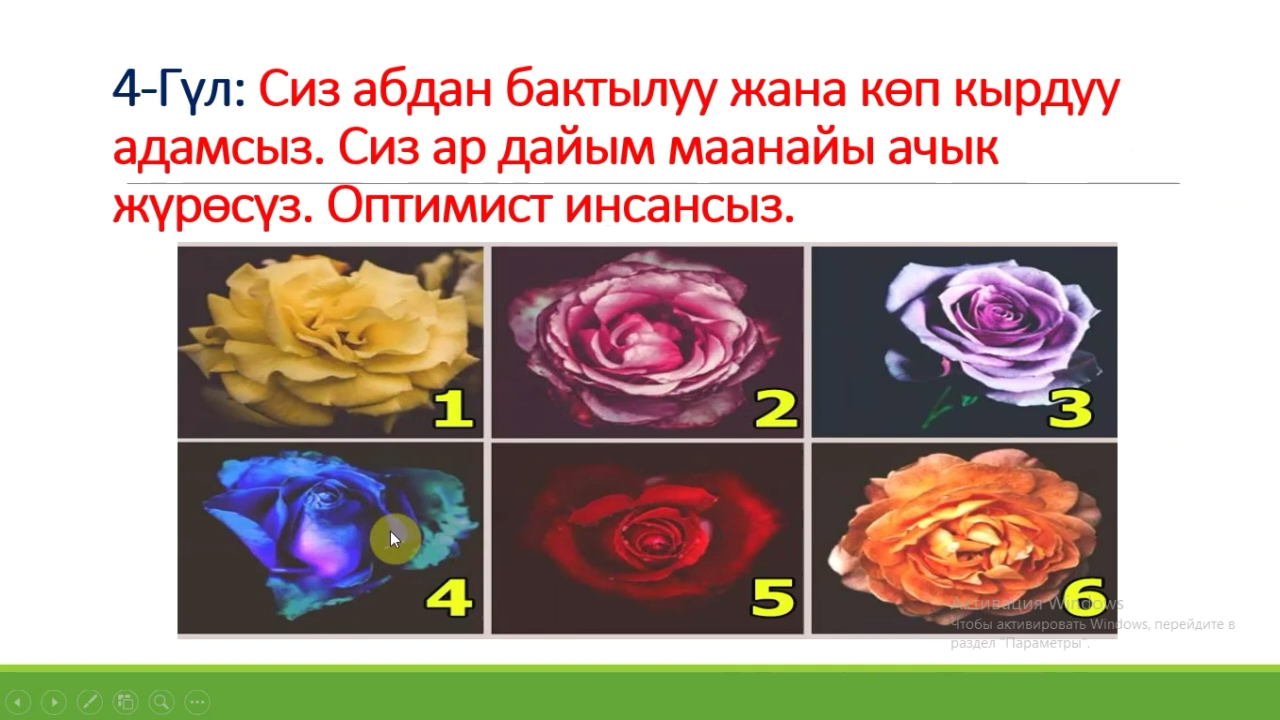 4-Гүл: Сиз абдан бактылуу жана көп кырдуу
адамсыз. Сиз ар дайым маанайы ачык
жүрөсүз. Оптимист инсансыз.
1
2
3
4
5
6
Активация Windows
Чтобы активировать Windows, перейдите в
раздел "Параметры".